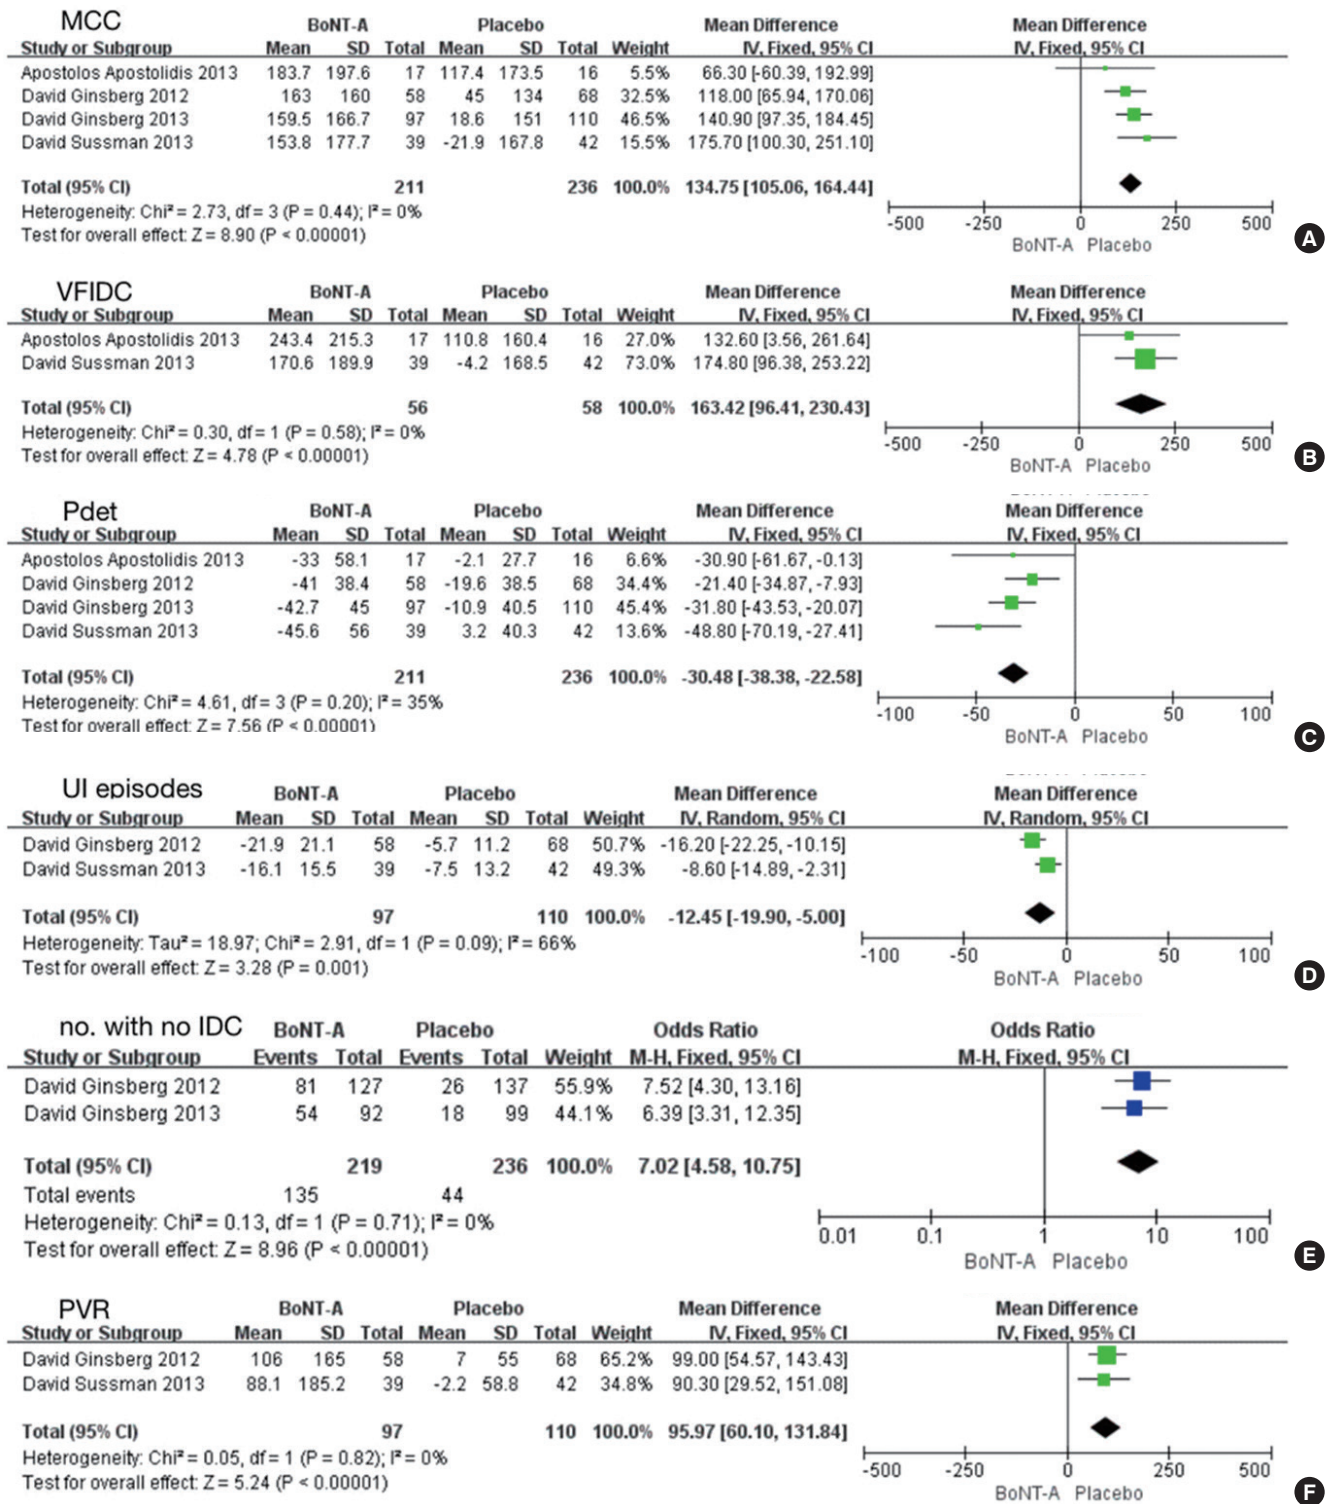 MCC BoNT-A Placebo Mean Difference Mean Difference
Study or Subgroup Mean SD Total Mean SD Total Weight IV, Fixed, 95% CI IV, Fixed, 95% CI
Apostolos Apostolidis 2013 183.7 197.6 17 117.4 173.5 16 5.5% 66.30 [-60.39, 192.99]
David Ginsberg 2012 163 160 58 45 134 68 32.5% 118.00 [65.94, 170.06]
David Ginsberg 2013 159.5 166.7 97 18.6 151 110 46.5% 140.90 [97.35, 184.45]
David Sussman 2013 153.8 177.7 39 -21.9 167.8 42 15.5% 175.70 [100.30, 251.10]
Total (95% CI) 211 236 100.0% 134.75 [105.06, 164.44]
Heterogeneity: Chi² = 2.73, df = 3 (P = 0.44); I² = 0%
Test for overall effect: Z = 8.90 (P < 0.00001)
-500 -250 0 250 500
BoNT-A Placebo
A
VFIDC BoNT-A Placebo Mean Difference Mean Difference
Study or Subgroup Mean SD Total Mean SD Total Weight IV, Fixed, 95% CI IV, Fixed, 95% CI
Apostolos Apostolidis 2013 243.4 215.3 17 110.8 160.4 16 27.0% 132.60 [3.56, 261.64]
David Sussman 2013 170.6 189.9 39 -4.2 168.5 42 73.0% 174.80 [96.38, 253.22]
Total (95% CI) 56 58 100.0% 163.42 [96.41, 230.43]
Heterogeneity: Chi² = 0.30, df = 1 (P = 0.58); I² = 0%
Test for overall effect: Z = 4.78 (P < 0.00001)
-500 -250 0 250 500
BoNT-A Placebo
B
Pdet BoNT-A Placebo Mean Difference Mean Difference
Study or Subgroup Mean SD Total Mean SD Total Weight IV, Fixed, 95% CI IV, Fixed, 95% CI
Apostolos Apostolidis 2013 -33 58.1 17 -2.1 27.7 16 6.6% -30.90 [-61.67, -0.13]
David Ginsberg 2012 -41 38.4 58 -19.6 38.5 68 34.4% -21.40 [-34.87, -7.93]
David Ginsberg 2013 -42.7 45 97 -10.9 40.5 110 45.4% -31.80 [-43.53, -20.07]
David Sussman 2013 -45.6 56 39 3.2 40.3 42 13.6% -48.80 [-70.19, -27.41]
Total (95% CI) 211 236 100.0% -30.48 [-38.38, -22.58]
Heterogeneity: Chi² = 4.61, df = 3 (P = 0.20); I² = 35%
Test for overall effect: Z = 7.56 (P < 0.00001)
-100 -50 0 50 100
BoNT-A Placebo
C
UI episodes BoNT-A Placebo Mean Difference Mean Difference
Study or Subgroup Mean SD Total Mean SD Total Weight IV, Random, 95% CI IV, Random, 95% CI
David Ginsberg 2012 -21.9 21.1 58 -5.7 11.2 68 50.7% -16.20 [-22.25, -10.15]
David Sussman 2013 -16.1 15.5 39 -7.5 13.2 42 49.3% -8.60 [-14.89, -2.31]
Total (95% CI) 97 110 100.0% -12.45 [-19.90, -5.00]
Heterogeneity: Tau² = 18.97; Chi² = 2.91, df = 1 (P = 0.09); I² = 66%
Test for overall effect: Z = 3.28 (P = 0.001)
-100 -50 0 50 100
BoNT-A Placebo
D
no. with no IDC BoNT-A Placebo Odds Ratio Odds Ratio
Study or Subgroup Events Total Events Total Weight M-H, Fixed, 95% CI M-H, Fixed, 95% CI
David Ginsberg 2012 81 127 26 137 55.9% 7.52 [4.30, 13.16]
David Ginsberg 2013 54 92 18 99 44.1% 6.39 [3.31, 12.35]
Total (95% CI) 219 236 100.0% 7.02 [4.58, 10.75]
Total events 135 44
Heterogeneity: Chi² = 0.13, df = 1 (P = 0.71); I² = 0%
Test for overall effect: Z = 8.96 (P < 0.00001)
0.01 0.1 1 10 100
BoNT-A Placebo
E
PVR BoNT-A Placebo Mean Difference Mean Difference
Study or Subgroup Mean SD Total Mean SD Total Weight IV, Fixed, 95% CI IV, Fixed, 95% CI
David Ginsberg 2012 106 165 58 7 55 68 65.2% 99.00 [54.57, 143.43]
David Sussman 2013 88.1 185.2 39 -2.2 58.8 42 34.8% 90.30 [29.52, 151.08]
Total (95% CI) 97 110 100.0% 95.97 [60.10, 131.84]
Heterogeneity: Chi² = 0.05, df = 1 (P = 0.82); I² = 0%
Test for overall effect: Z = 5.24 (P < 0.00001)
-500 -250 0 250 500
BoNT-A Placebo
F